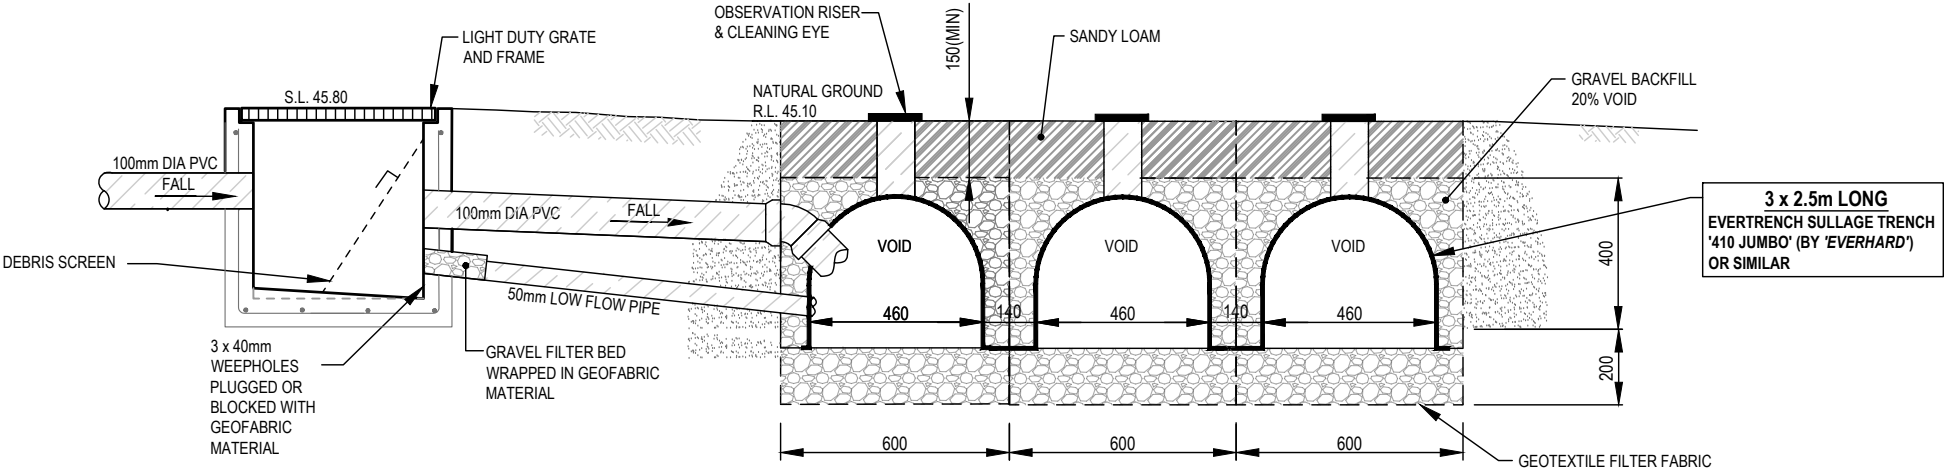 OBSERVATION RISER
& CLEANING EYE
150(MIN)
SANDY LOAM
LIGHT DUTY GRATE
AND FRAME
GRAVEL BACKFILL
20% VOID
S.L. 45.80
NATURAL GROUND
R.L. 45.10
100mm DIA PVC
FALL
100mm DIA PVC
FALL
VOID
VOID
VOID
3 x 2.5m LONG
EVERTRENCH SULLAGE TRENCH
'410 JUMBO' (BY 'EVERHARD')
OR SIMILAR
DEBRIS SCREEN
400
50mm LOW FLOW PIPE
460
140
460
140
460
3 x 40mm
WEEPHOLES
PLUGGED OR
BLOCKED WITH
GEOFABRIC
MATERIAL
GRAVEL FILTER BED
WRAPPED IN GEOFABRIC
MATERIAL
200
600
600
600
GEOTEXTILE FILTER FABRIC